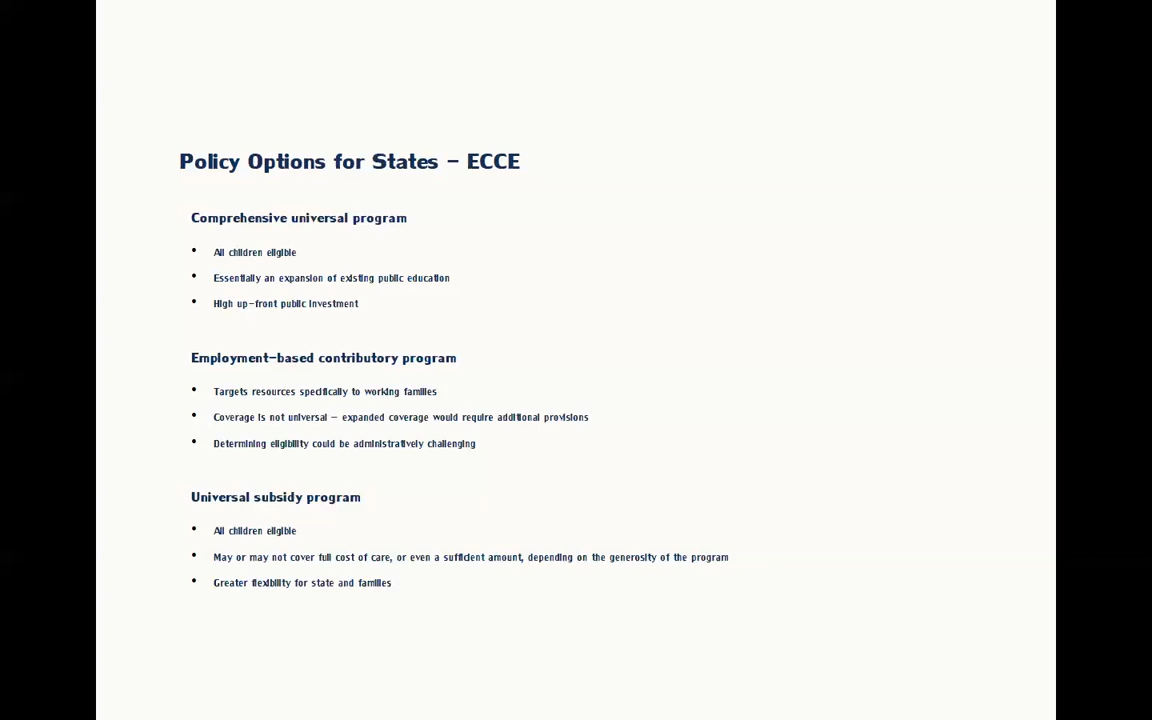 Policy Options for States – ECCE
Comprehensive universal program
• All children eligible
• Essentially an expansion of existing public education
• High up-front public investment
Employment-based contributory program
• Targets resources specifically to working families
• Coverage is not universal – expanded coverage would require additional provisions
• Determining eligibility could be administratively challenging
Universal subsidy program
• All children eligible
• May or may not cover full cost of care, or even a sufficient amount, depending on the generosity of the program
• Greater flexibility for state and families